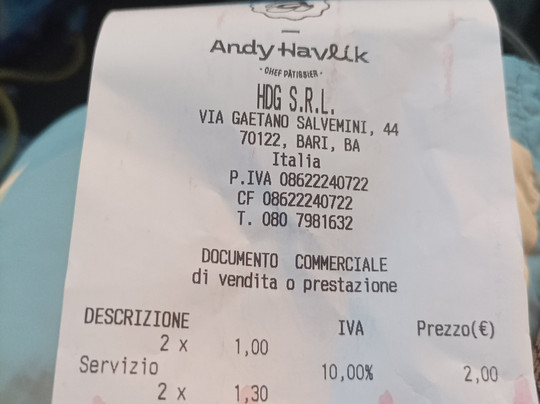 Andy Havlik
- CHEF PÂTISSIER -
HDG S.R.L.
VIA GAETANO SALVEMINI, 44
70122, BARI, BA
Italia
P.IVA 08622240722
CF 08622240722
T. 080 7981632
DOCUMENTO COMMERCIALE
di vendita o prestazione
DESCRIZIONE IVA Prezzo(€)
2 x 1,00
Servizio 10,00% 2,00
2 x 1,30